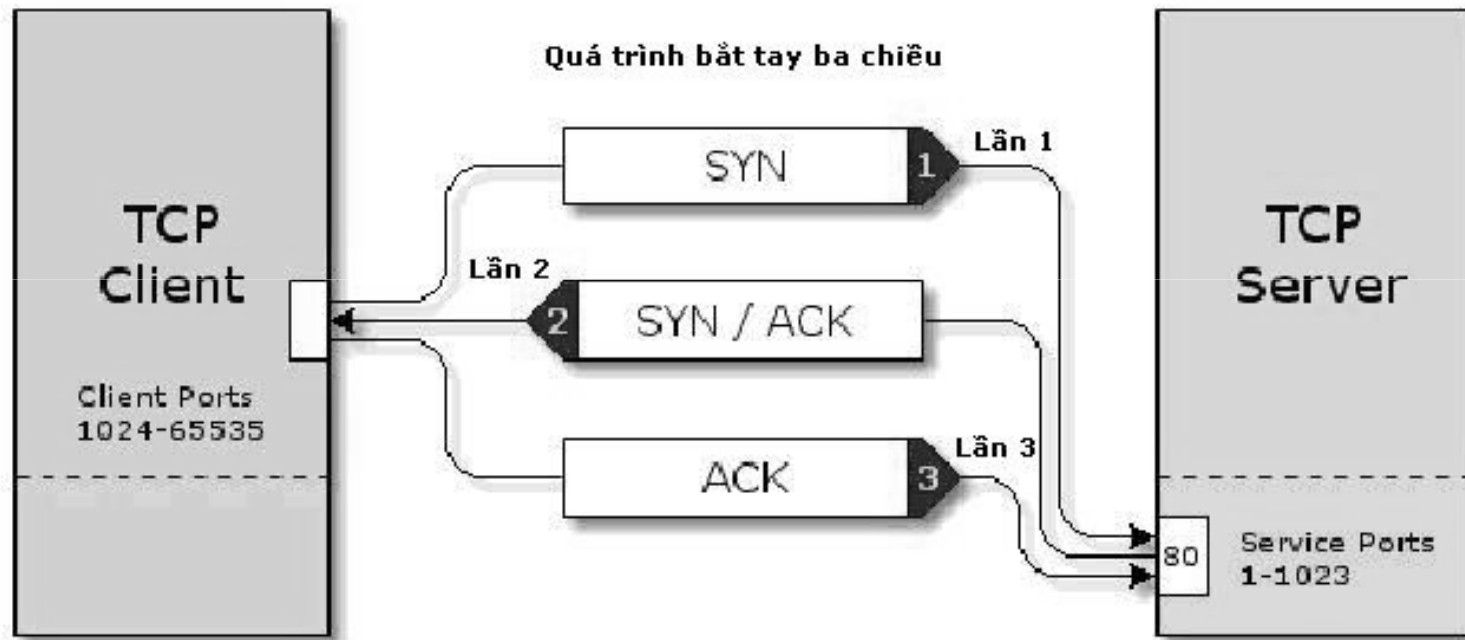 Quá trình bắt tay ba chiều
TCP
Client
Client Ports
1024-65535
SYN
1
Lần 1
Lần 2
2
SYN / ACK
ACK
3
Lần 3
TCP
Server
80
Service Ports
1-1023